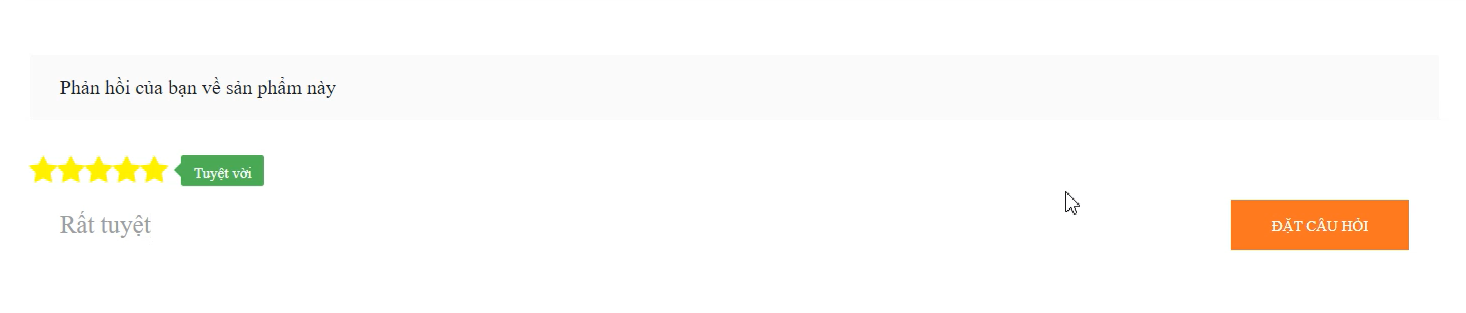 Phản hồi của bạn về sản phẩm này
Tuyệt vời
Rất tuyệt
ĐẶT CÂU HỎI